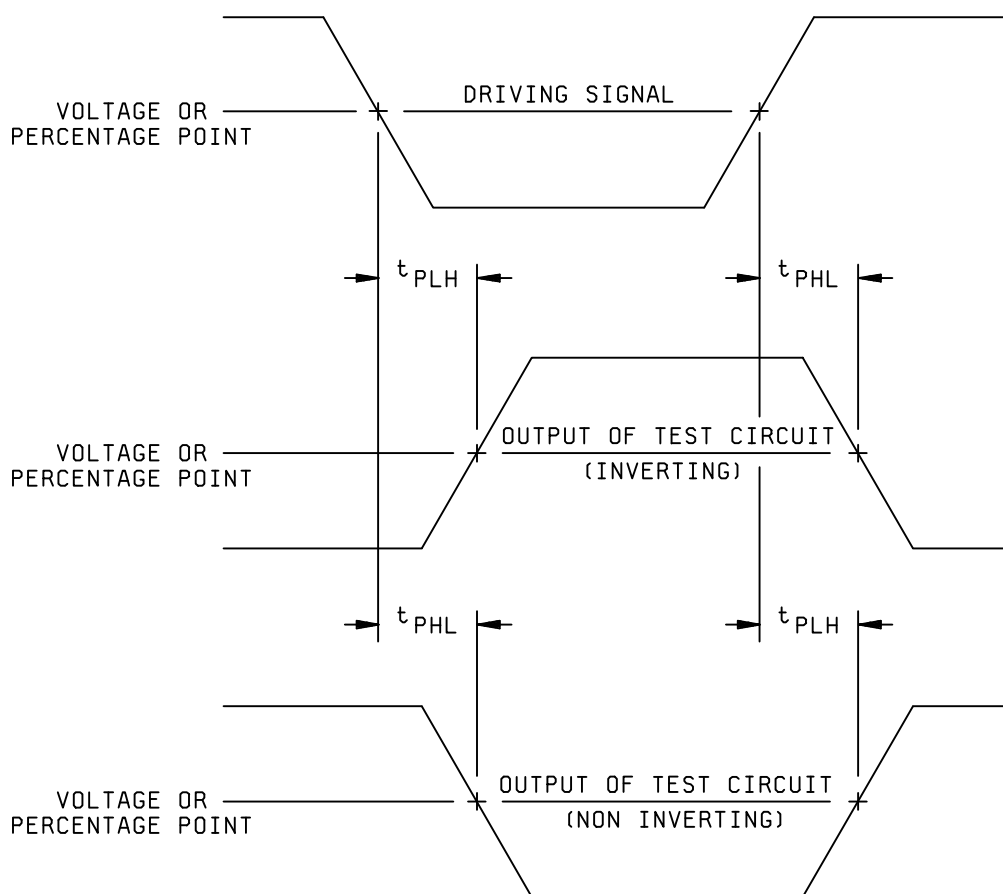 DRIVING SIGNAL
VOLTAGE OR
PERCENTAGE POINT
tPLH
tPHL
OUTPUT OF TEST CIRCUIT
(INVERTING)
VOLTAGE OR
PERCENTAGE POINT
tPHL
tPLH
OUTPUT OF TEST CIRCUIT
(NON INVERTING)
VOLTAGE OR
PERCENTAGE POINT